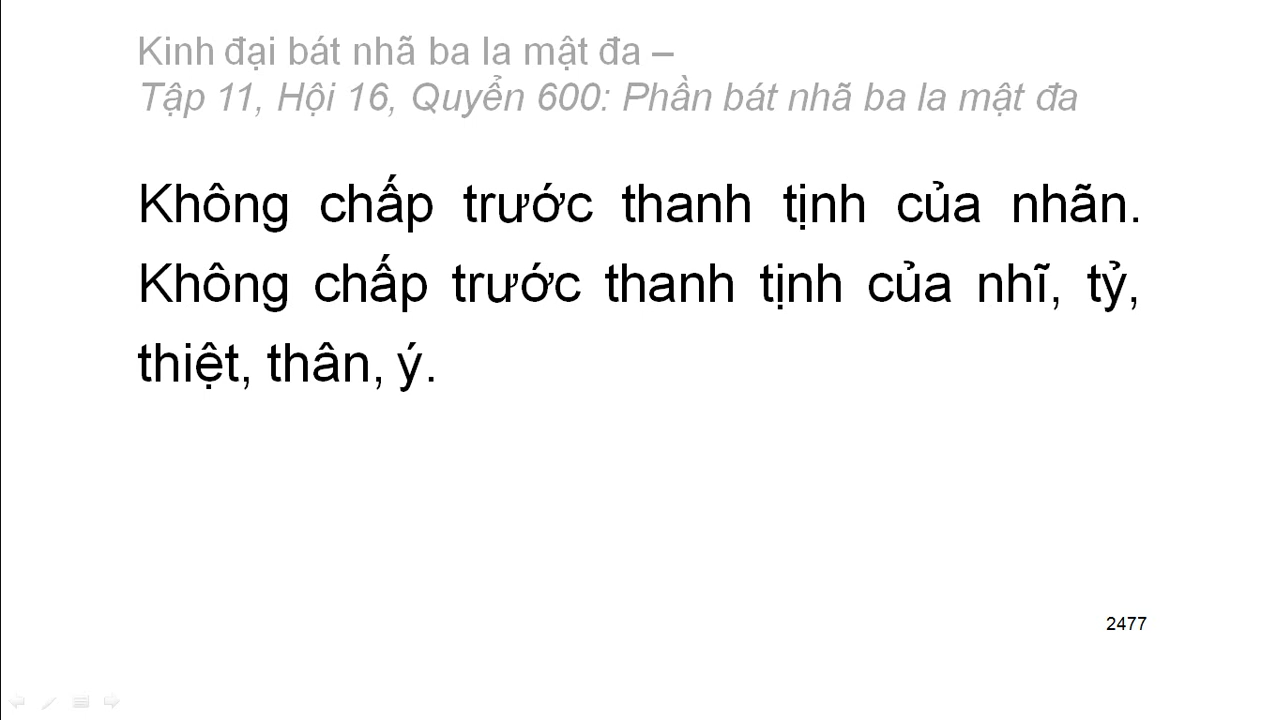 Kinh đại bát nhã ba la mật đa –
Tập 11, Hội 16, Quyển 600: Phần bát nhã ba la mật đa
Không chấp trước thanh tịnh của nhãn.
Không chấp trước thanh tịnh của nhĩ, tỷ,
thiệt, thân, ý.
2477